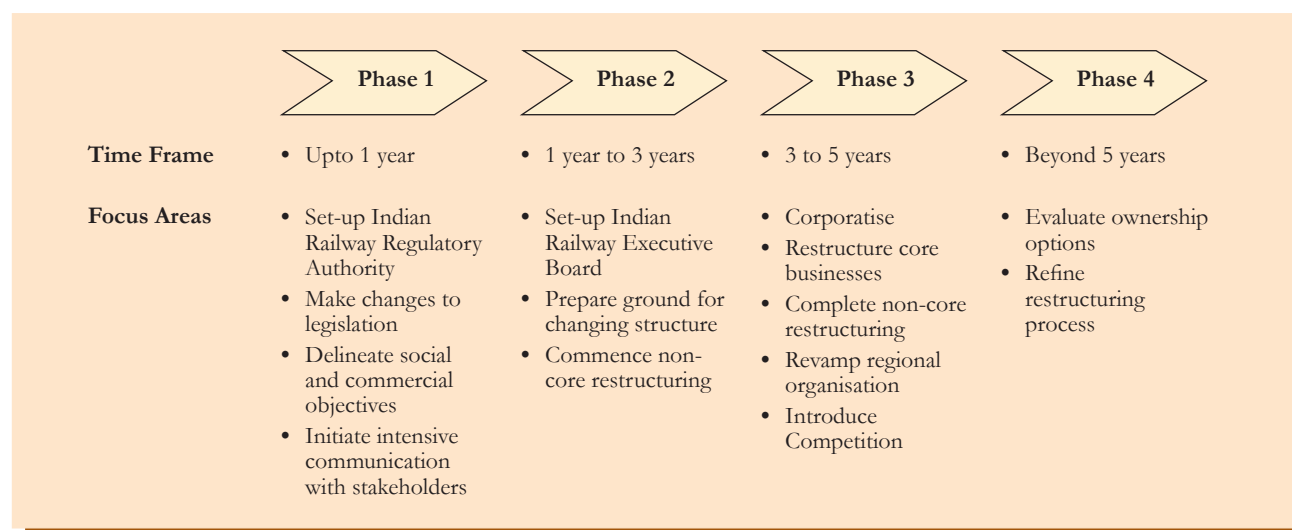 Phase 1
Phase 2
Phase 3
Phase 4
Time Frame
• Upto 1 year
• 1 year to 3 years
• 3 to 5 years
• Beyond 5 years
Focus Areas
• Set-up Indian
Railway Regulatory
Authority
• Make changes to
legislation
• Delineate social
and commercial
objectives
• Initiate intensive
communication
with stakeholders
• Set-up Indian
Railway Executive
Board
• Prepare ground for
changing structure
• Commence non-
core restructuring
• Corporatise
• Restructure core
businesses
• Complete non-core
restructuring
• Revamp regional
organisation
• Introduce
Competition
• Evaluate ownership
options
• Refine
restructuring
process